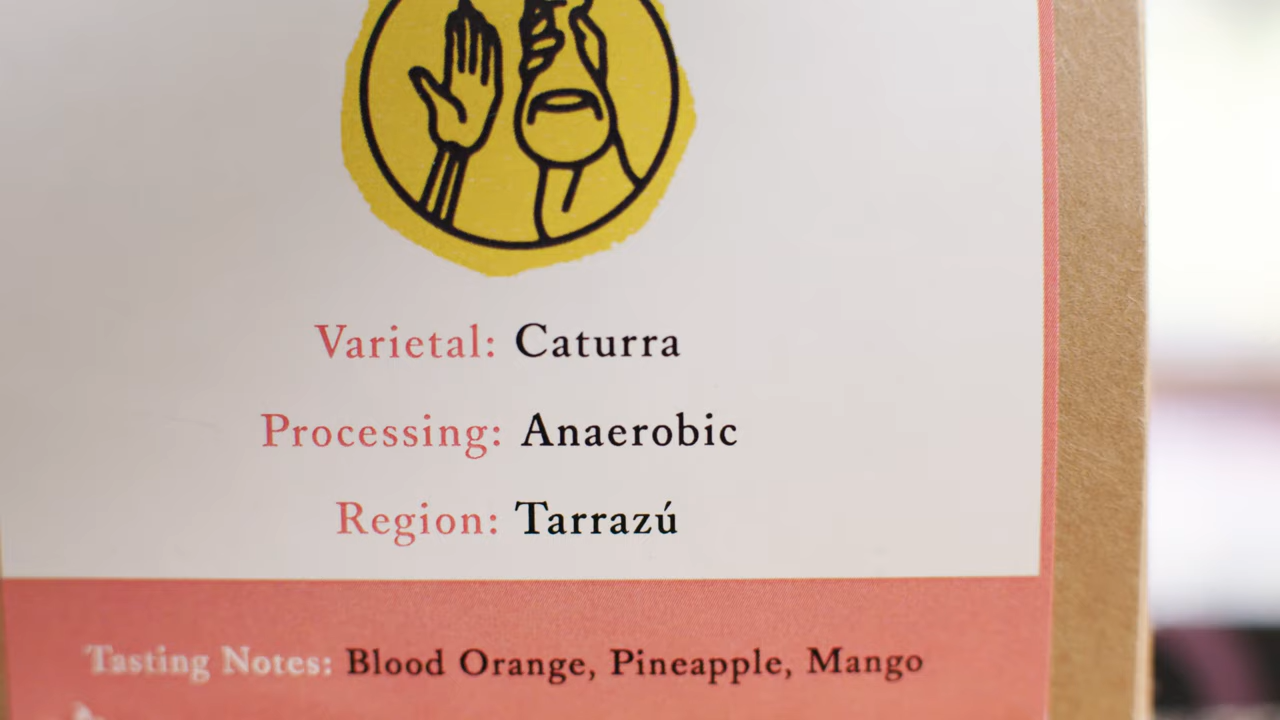 Varietal: Caturra
Processing: Anaerobic
Region: Tarrazú
Tasting Notes: Blood Orange, Pineapple, Mango